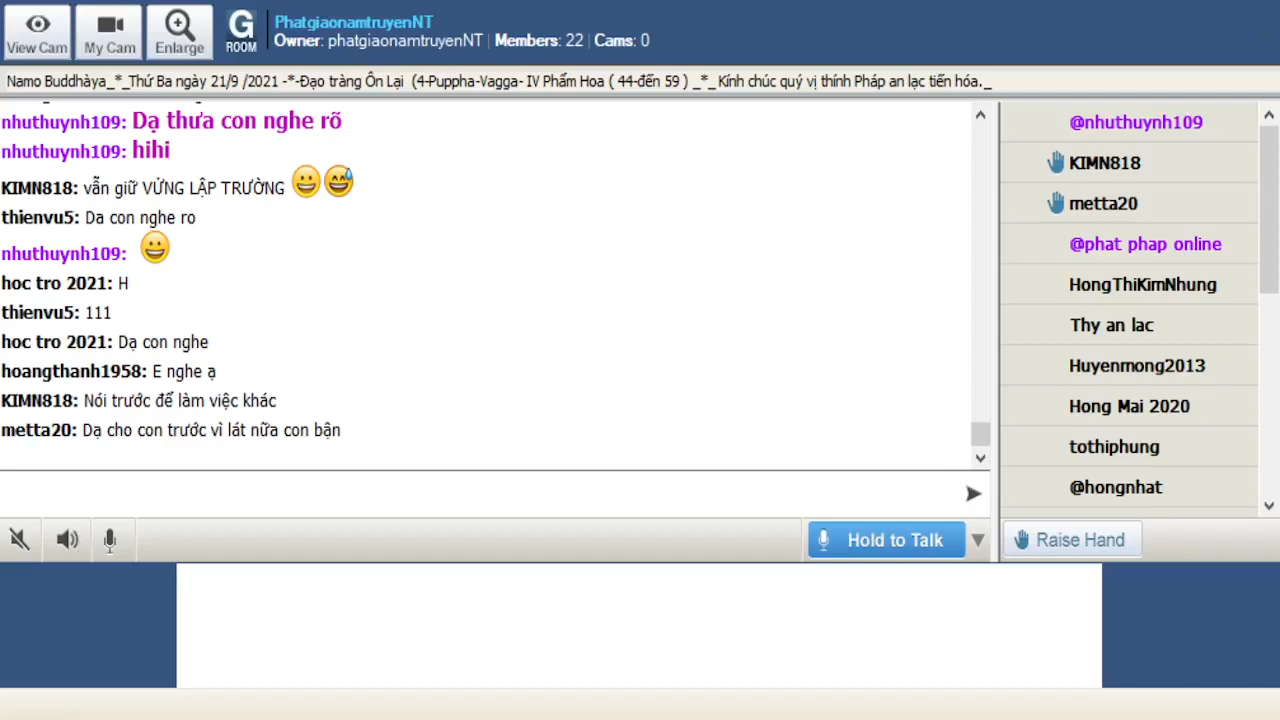 View Cam
My Cam
Enlarge
G
ROOM
PhatgiaonamtruyenNT
Owner: phatgiaonamtruyenNT | Members: 22 | Cams: 0
Namo Buddhàya_*_Thứ Ba ngày 21/9 /2021 -*-Đạo tràng Ôn Lại (4-Puppha-Vagga- IV Phẩm Hoa ( 44-đến 59 ) _*_ Kính chúc quý vị thính Pháp an lạc tiến hóa._
nhuthuynh109: Dạ thưa con nghe rõ
nhuthuynh109: hihi
KIMN818: vẫn giữ VỬNG LẬP TRƯỜNG
thienvu5: Da con nghe ro
nhuthuynh109:
hoc tro 2021: H
thienvu5: 111
hoc tro 2021: Dạ con nghe
hoangthanh1958: E nghe ạ
KIMN818: Nói trước để làm việc khác
metta20: Dạ cho con trước vì lát nữa con bận
@nhuthuynh109
KIMN818
metta20
@phat phap online
HongThiKimNhung
Thy an lac
Huyenmong2013
Hong Mai 2020
tothiphung
@hongnhat
Hold to Talk
Raise Hand